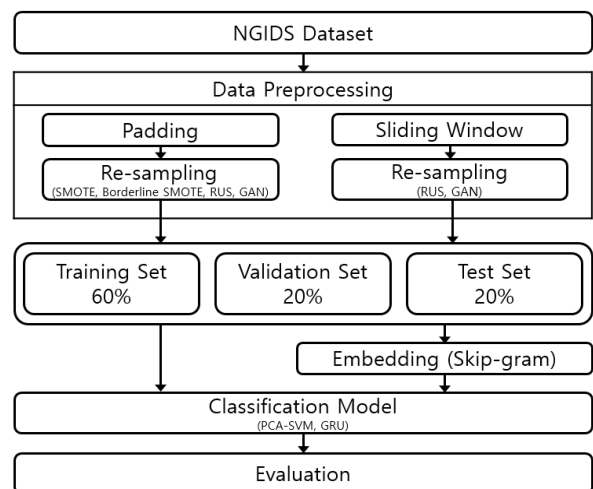 NGIDS Dataset
Data Preprocessing
Padding
Sliding Window
Re-sampling
(SMOTE, Borderline SMOTE, RUS, GAN)
Re-sampling
(RUS, GAN)
Training Set
60%
Validation Set
20%
Test Set
20%
Embedding (Skip-gram)
Classification Model
(PCA-SVM, GRU)
Evaluation